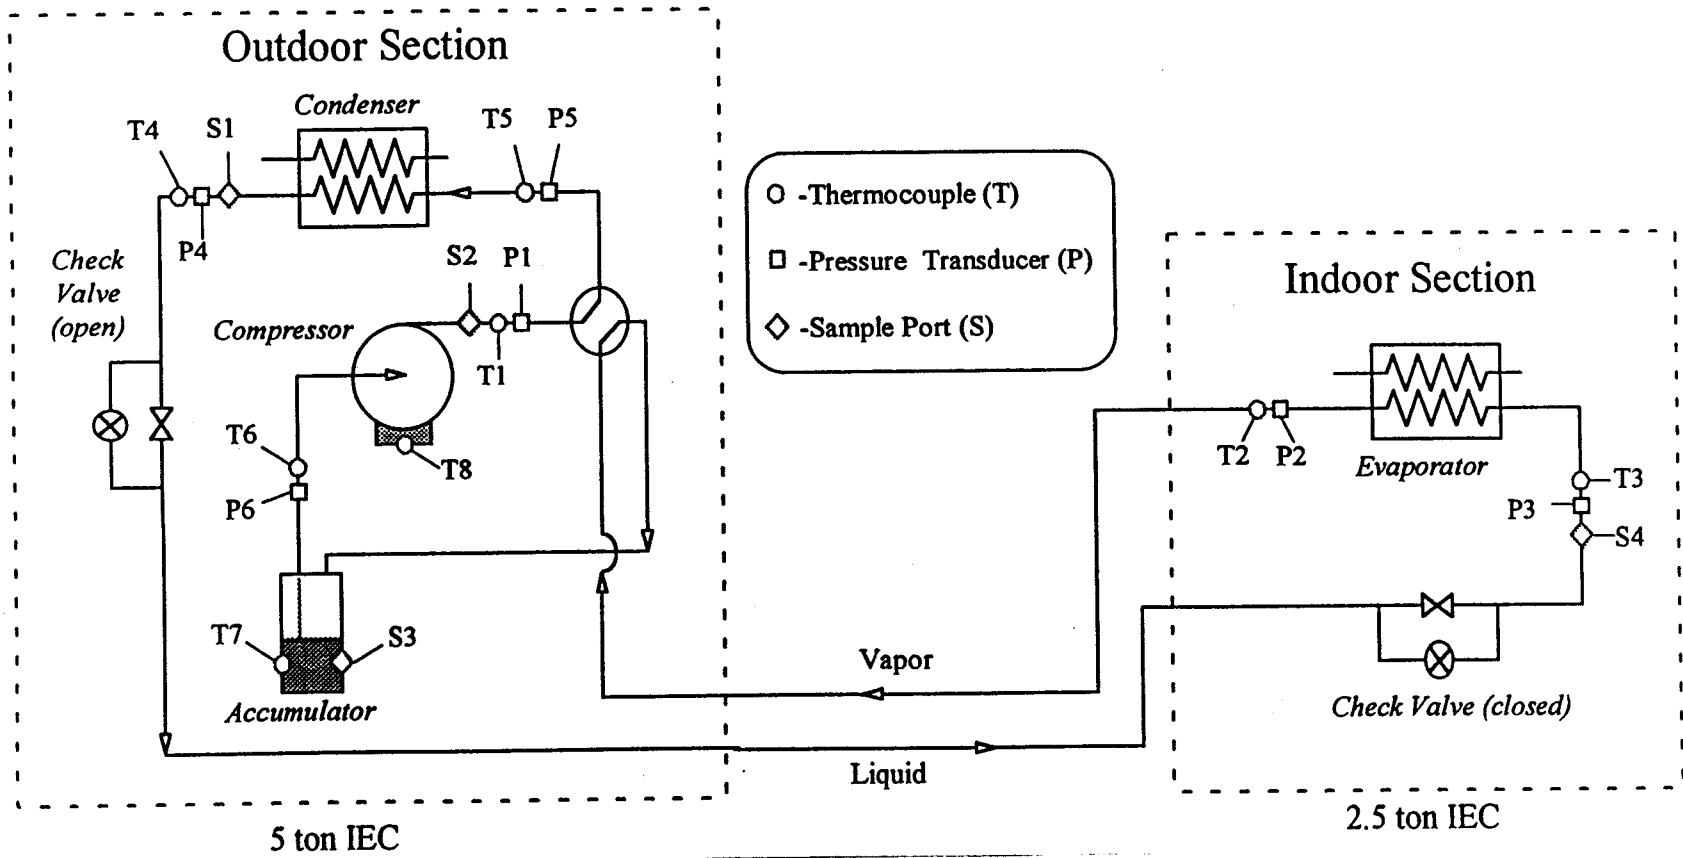 Outdoor Section
Condenser
T4
S1
T5
P5
P4
Check
Valve
(open)
S2
P1
Compressor
T1
T6
T8
P6
T7
S3
Accumulator
5 ton IEC
-Thermocouple (T)
-Pressure Transducer (P)
-Sample Port (S)
Vapor
Liquid
Indoor Section
T2
P2
Evaporator
T3
P3
S4
Check Valve (closed)
2.5 ton IEC